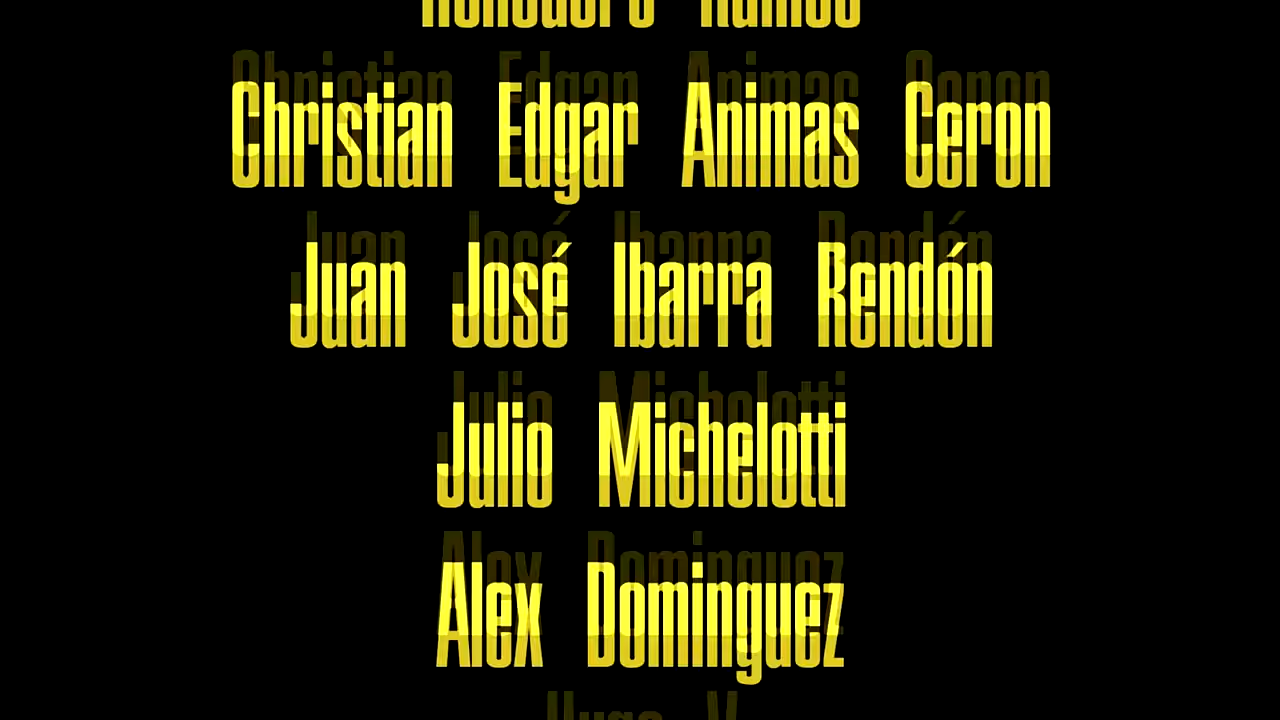 Christian Edgar Animas Ceron
Juan José Ibarra Rendón
Julio Michelotti
Alex Dominguez